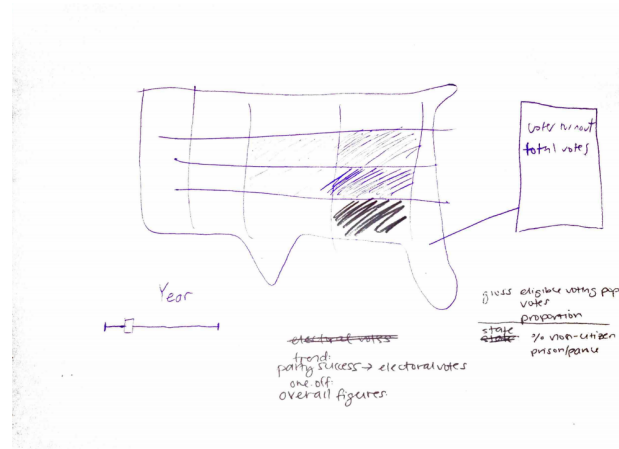 voter turnout
total votes
Year
gross eligible voting pop
votes
proportion
state
state % non-citizen
prison/parole
electoral votes
trend:
party success → electoral votes
one-off:
overall figures